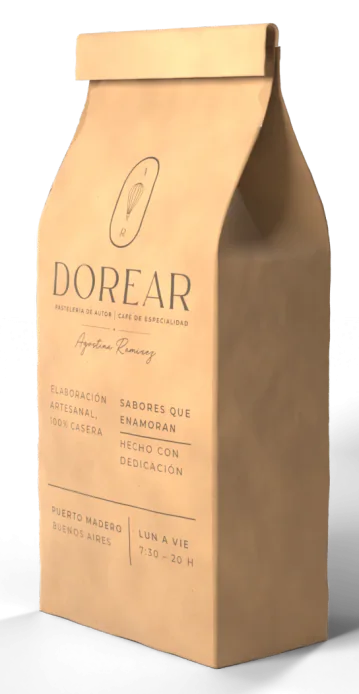 I
R
DOREAR
PASTELERÍA DE AUTOR | CAFÉ DE ESPECIALIDAD
Agostina Ramirez
ELABORACIÓN
ARTESANAL,
100% CASERA
SABORES QUE
ENAMORAN
HECHO CON
DEDICACIÓN
PUERTO MADERO
BUENOS AIRES
LUN A VIE
7:30 – 20 H